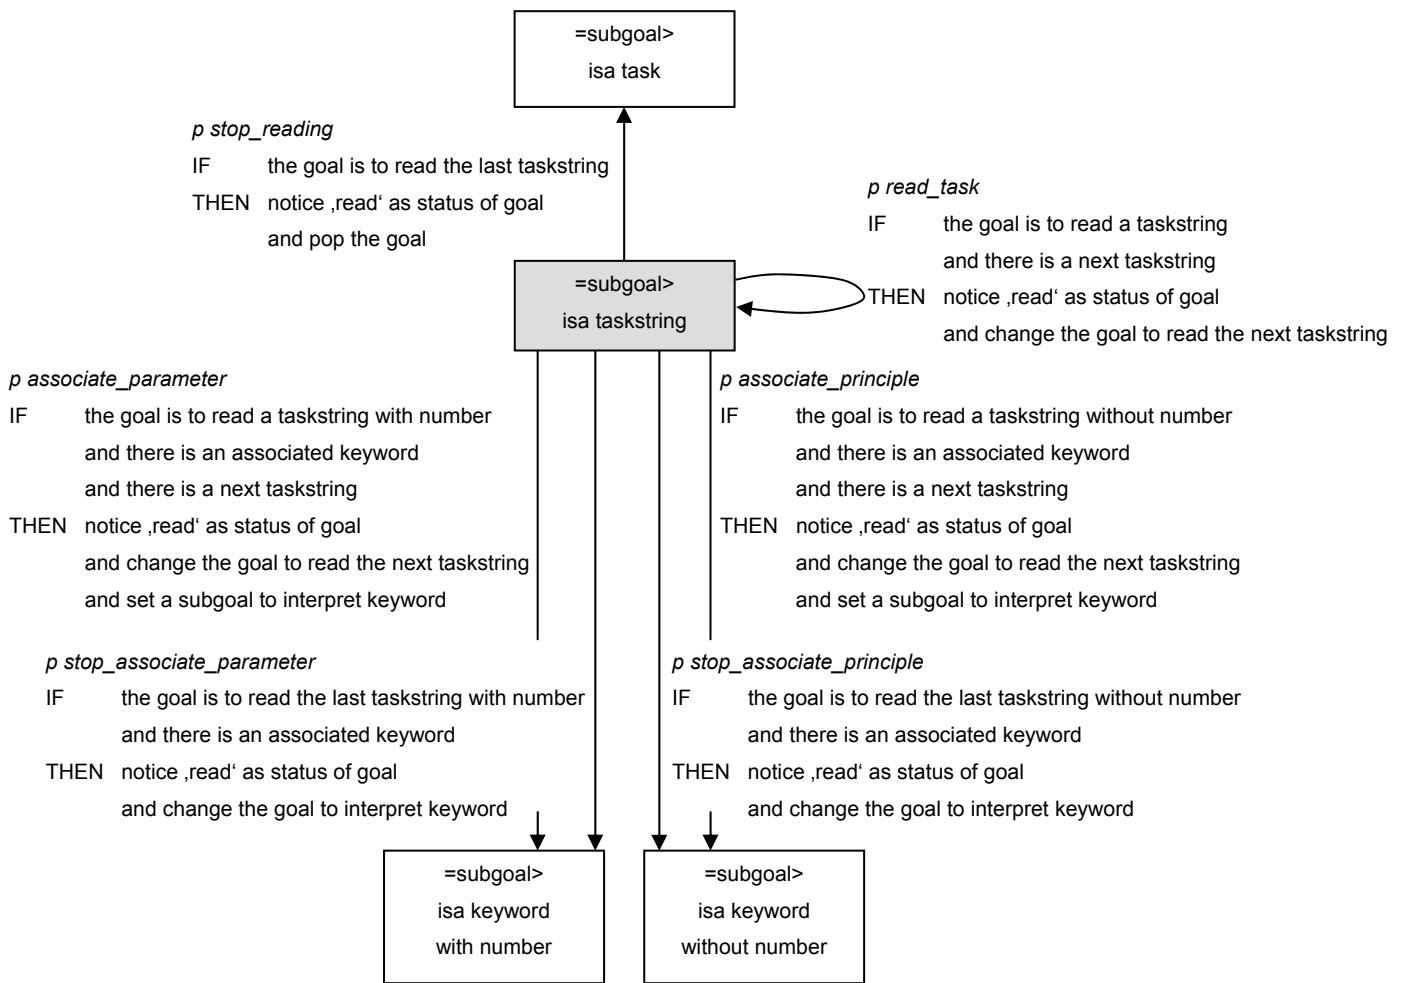 =subgoal>
isa task
p stop_reading
IF the goal is to read the last taskstring
THEN notice ‚read‘ as status of goal
and pop the goal
p read_task
IF the goal is to read a taskstring
and there is a next taskstring
THEN notice ‚read‘ as status of goal
and change the goal to read the next taskstring
=subgoal>
isa taskstring
p associate_parameter
IF the goal is to read a taskstring with number
and there is an associated keyword
and there is a next taskstring
THEN notice ‚read‘ as status of goal
and change the goal to read the next taskstring
and set a subgoal to interpret keyword
p associate_principle
IF the goal is to read a taskstring without number
and there is an associated keyword
and there is a next taskstring
THEN notice ‚read‘ as status of goal
and change the goal to read the next taskstring
and set a subgoal to interpret keyword
p stop_associate_parameter
IF the goal is to read the last taskstring with number
and there is an associated keyword
THEN notice ‚read‘ as status of goal
and change the goal to interpret keyword
p stop_associate_principle
IF the goal is to read the last taskstring without number
and there is an associated keyword
THEN notice ‚read‘ as status of goal
and change the goal to interpret keyword
=subgoal>
isa keyword
with number
=subgoal>
isa keyword
without number